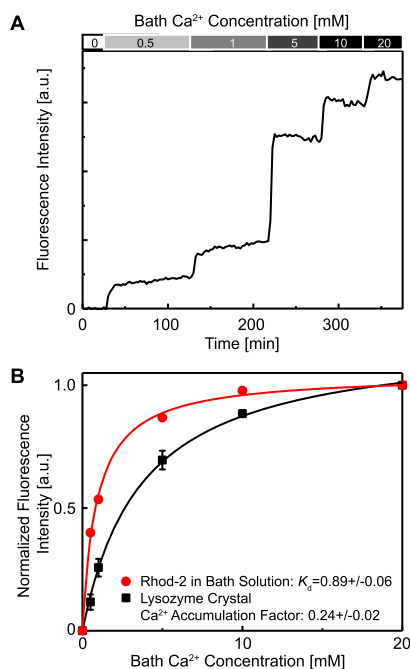 A
Bath Ca²⁺ Concentration [mM]
0 0.5 1 5 10 20
Fluorescence Intensity [a.u.]
0
0 100 200 300
Time [min]
B
Normalized Fluorescence
Intensity [a.u.]
1.0
0.5
0
Rhod-2 in Bath Solution: Kd=0.89+/-0.06
Lysozyme Crystal
Ca²⁺ Accumulation Factor: 0.24+/-0.02
0 10 20
Bath Ca²⁺ Concentration [mM]